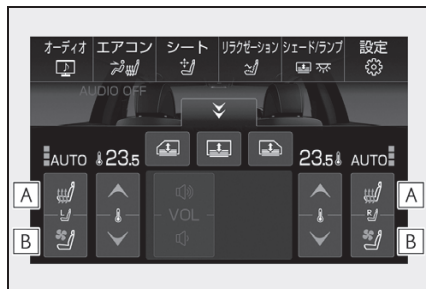 オーディオ エアコン シート リラクゼーション シェード/ランプ 設定
AUDIO OFF
AUTO 23.5 23.5 AUTO
A A
L VOL R
B B